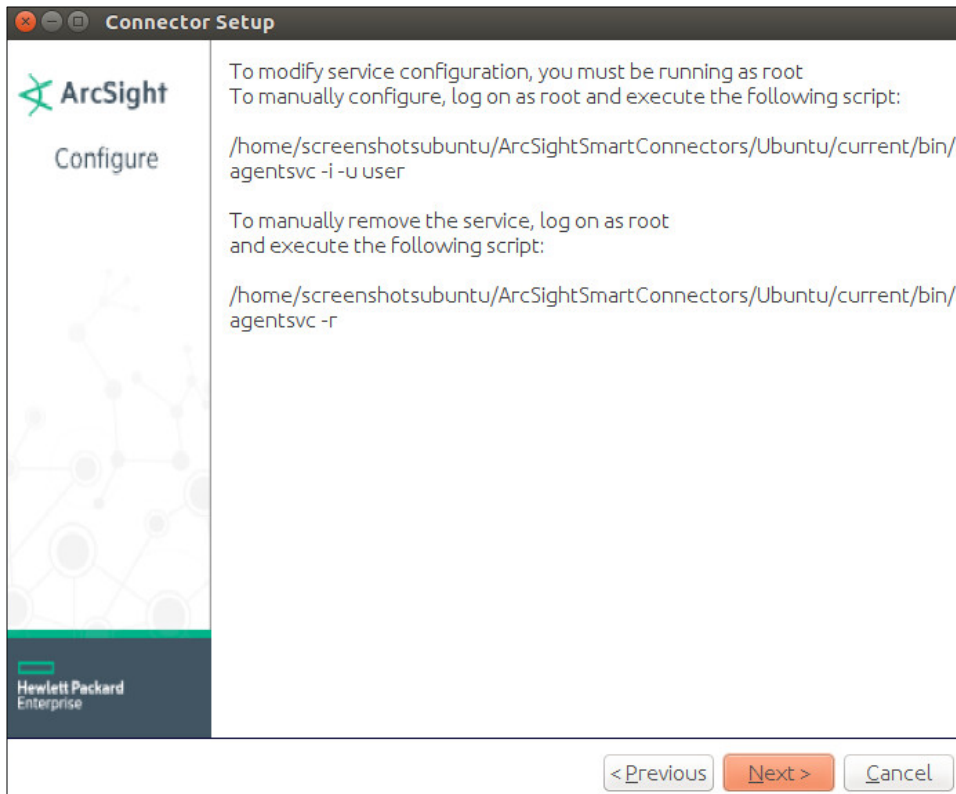 Connector Setup
ArcSight
Configure
To modify service configuration, you must be running as root
To manually configure, log on as root and execute the following script:
/home/screenshotsubuntu/ArcSightSmartConnectors/Ubuntu/current/bin/
agentsvc -i -u user
To manually remove the service, log on as root
and execute the following script:
/home/screenshotsubuntu/ArcSightSmartConnectors/Ubuntu/current/bin/
agentsvc -r
Hewlett Packard
Enterprise
< Previous
Next >
Cancel